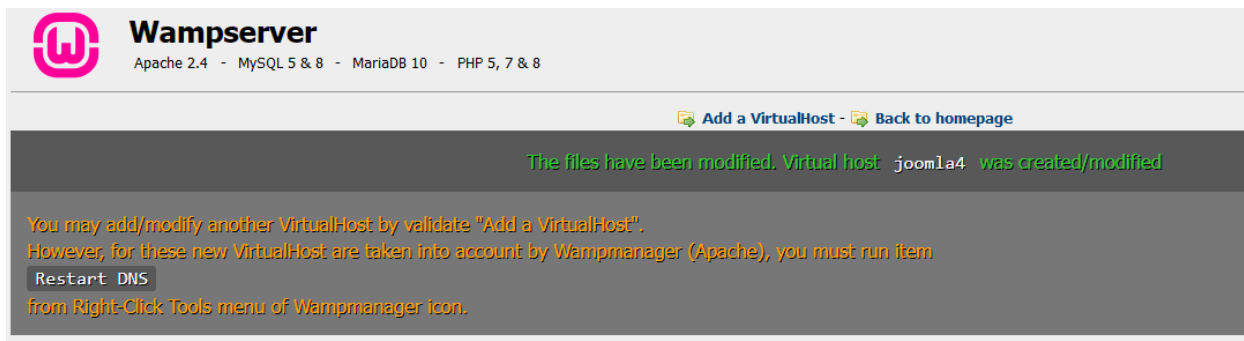 Wampserver
Apache 2.4 - MySQL 5 & 8 - MariaDB 10 - PHP 5, 7 & 8
Add a VirtualHost - Back to homepage
The files have been modified. Virtual host joomla4 was created/modified
You may add/modify another VirtualHost by validate "Add a VirtualHost".
However, for these new VirtualHost are taken into account by Wampmanager (Apache), you must run item
Restart DNS
from Right-Click Tools menu of Wampmanager icon.